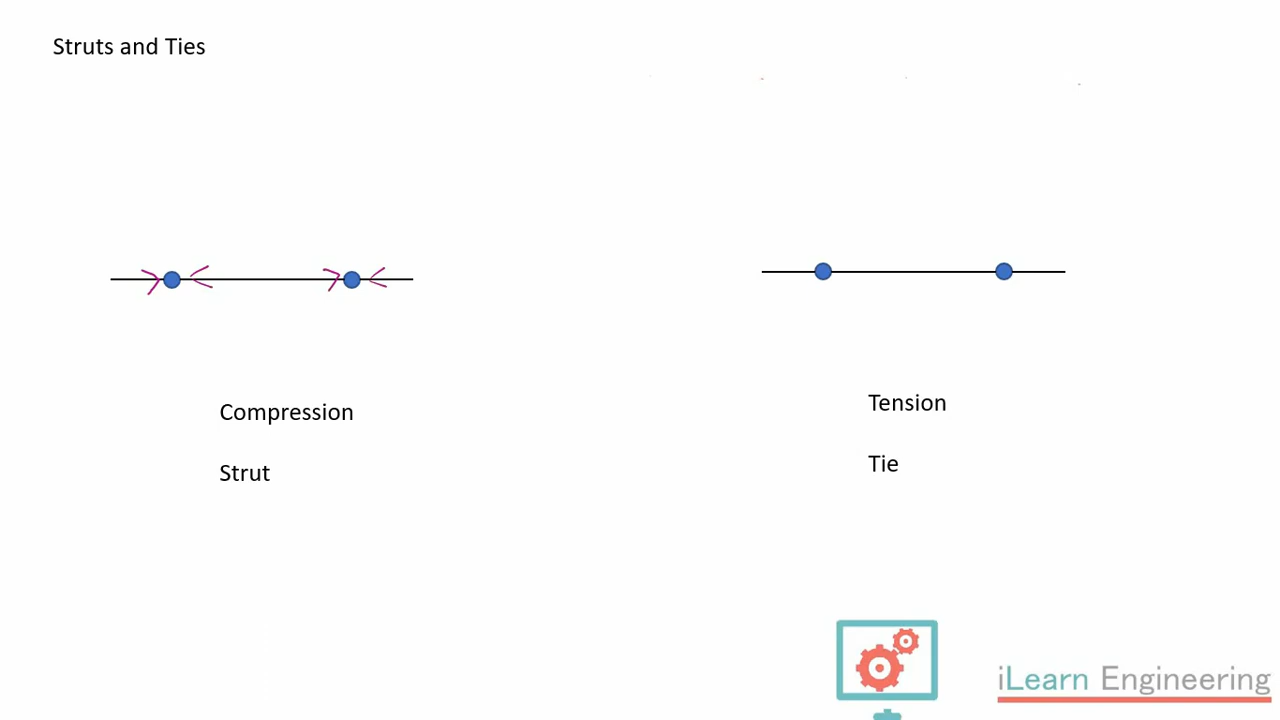 Struts and Ties
Compression
Strut
Tension
Tie
iLearn Engineering